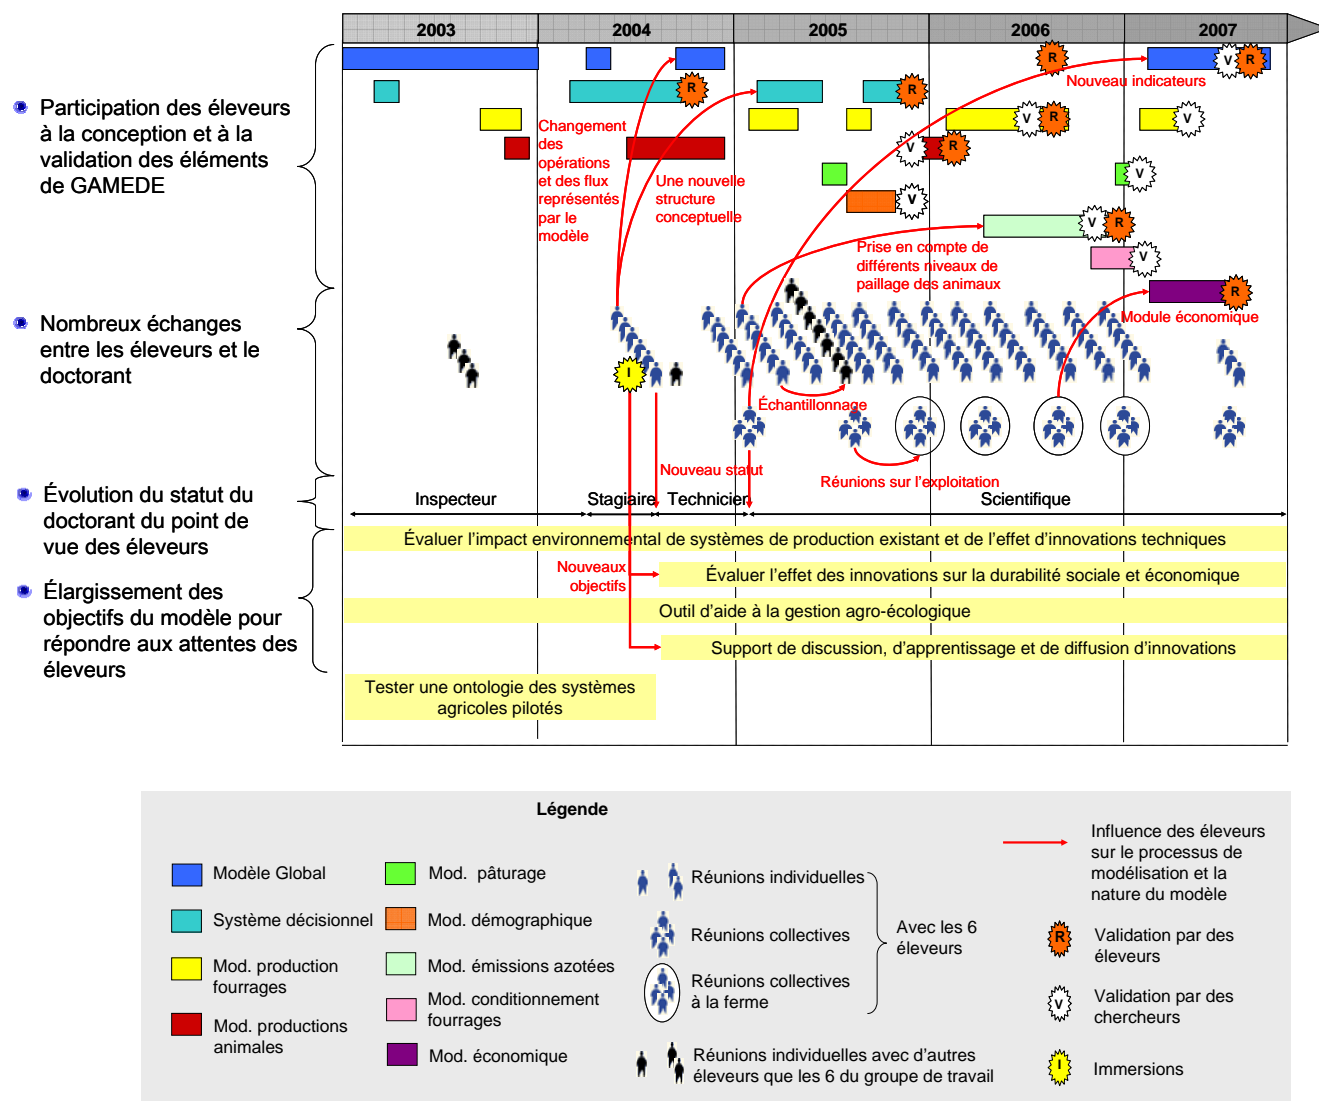 2003
2004
2005
2006
2007
Participation des éleveurs
à la conception et à la
validation des éléments
de GAMEDE
R
V
R
Nouveau indicateurs
R
R
Changement
des
opérations
et des flux
représentés
par le
modèle
V
R
V
V
R
Une nouvelle
structure
conceptuelle
V
V
V
R
Prise en compte de
différents niveaux de
paillage des animaux
V
R
Module économique
Nombreux échanges
entre les éleveurs et le
doctorant
I
Échantillonnage
Nouveau statut
Réunions sur l'exploitation
Évolution du statut du
doctorant du point de
vue des éleveurs
Inspecteur
Stagiaire
Technicien
Scientifique
Élargissement des
objectifs du modèle pour
répondre aux attentes des
éleveurs
Évaluer l'impact environnemental de systèmes de production existant et de l'effet d'innovations techniques
Nouveaux
objectifs
Évaluer l'effet des innovations sur la durabilité sociale et économique
Outil d'aide à la gestion agro-écologique
Support de discussion, d'apprentissage et de diffusion d'innovations
Tester une ontologie des systèmes
agricoles pilotés
Légende
Modèle Global
Système décisionnel
Mod. production
fourrages
Mod. productions
animales
Mod. pâturage
Mod. démographique
Mod. émissions azotées
Mod. conditionnement
fourrages
Mod. économique
Réunions individuelles
Réunions collectives
Réunions collectives
à la ferme
Avec les 6
éleveurs
Réunions individuelles avec d'autres
éleveurs que les 6 du groupe de travail
Influence des éleveurs
sur le processus de
modélisation et la
nature du modèle
R
Validation par des
éleveurs
V
Validation par des
chercheurs
I
Immersions